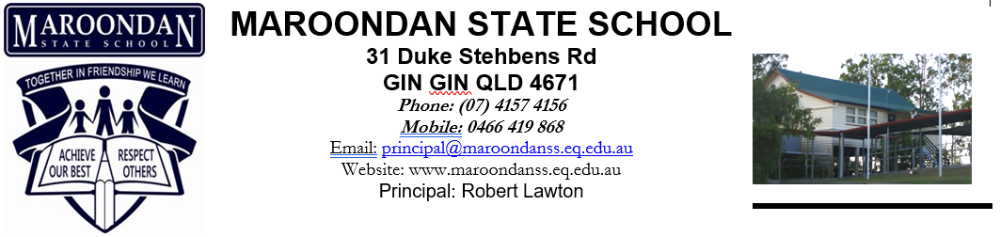 MAROONDAN
STATE SCHOOL
TOGETHER IN FRIENDSHIP WE LEARN
ACHIEVE
OUR BEST
RESPECT
OTHERS
MAROONDAN STATE SCHOOL
31 Duke Stehbens Rd
GIN GIN QLD 4671
Phone: (07) 4157 4156
Mobile: 0466 419 868
Email: principal@maroondanss.eq.edu.au
Website: www.maroondanss.eq.edu.au
Principal: Robert Lawton